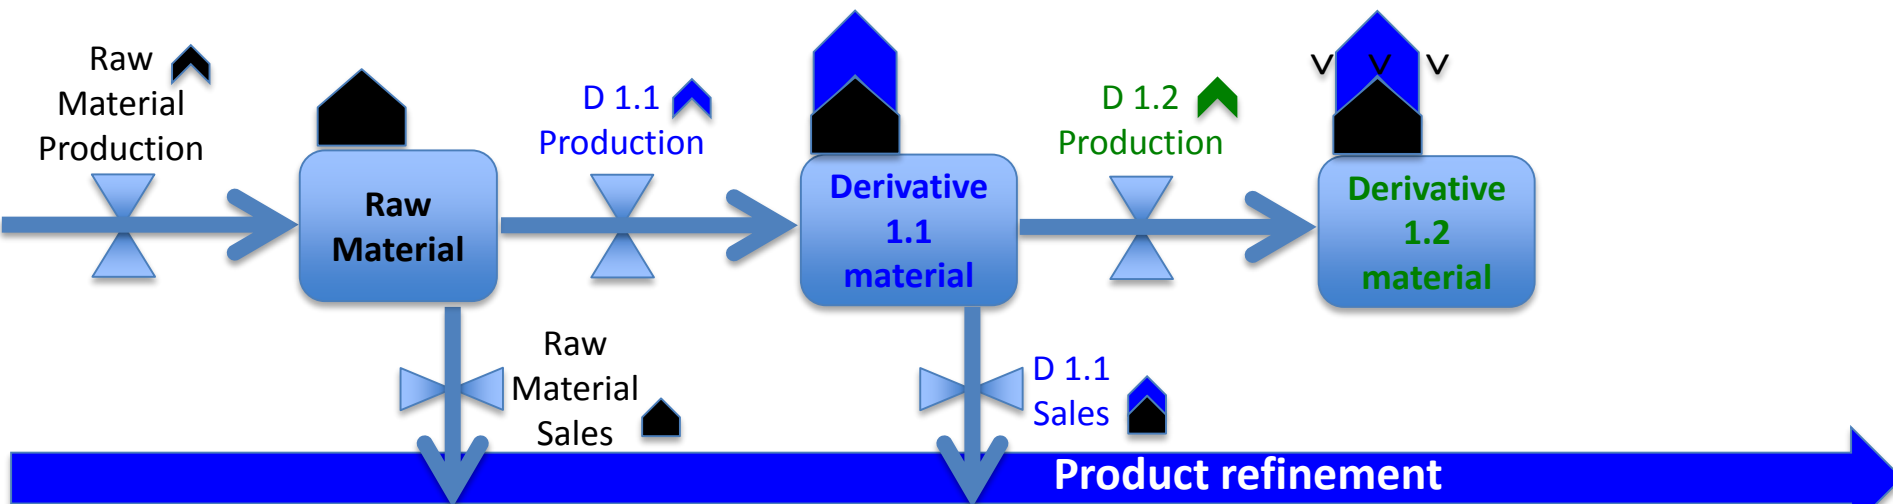 Raw
Material
Production
Raw
Material
D 1.1
Production
Derivative
1.1
material
D 1.2
Production
Derivative
1.2
material
V V V
Raw
Material
Sales
D 1.1
Sales
Product refinement